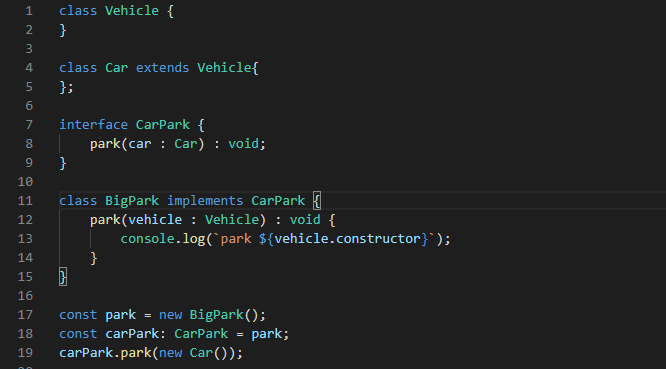 1 class Vehicle {
2 }
3
4 class Car extends Vehicle{
5 };
6
7 interface CarPark {
8     park(car : Car) : void;
9 }
10
11 class BigPark implements CarPark {
12     park(vehicle : Vehicle) : void {
13         console.log(`park ${vehicle.constructor}`);
14     }
15 }
16
17 const park = new BigPark();
18 const carPark: CarPark = park;
19 carPark.park(new Car());